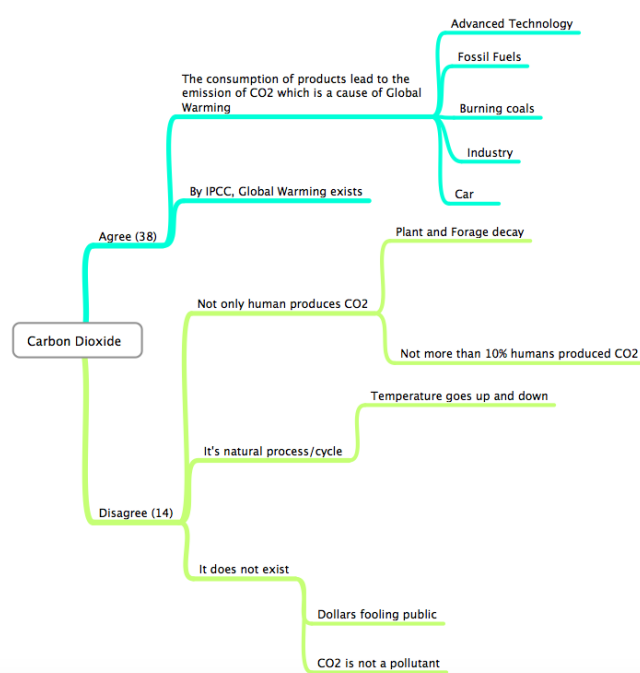 Advanced Technology
Fossil Fuels
The consumption of products lead to the
emission of CO2 which is a cause of Global
Warming
Burning coals
Industry
Car
By IPCC, Global Warming exists
Agree (38)
Plant and Forage decay
Not only human produces CO2
Carbon Dioxide
Not more than 10% humans produced CO2
Temperature goes up and down
It's natural process/cycle
Disagree (14)
It does not exist
Dollars fooling public
CO2 is not a pollutant